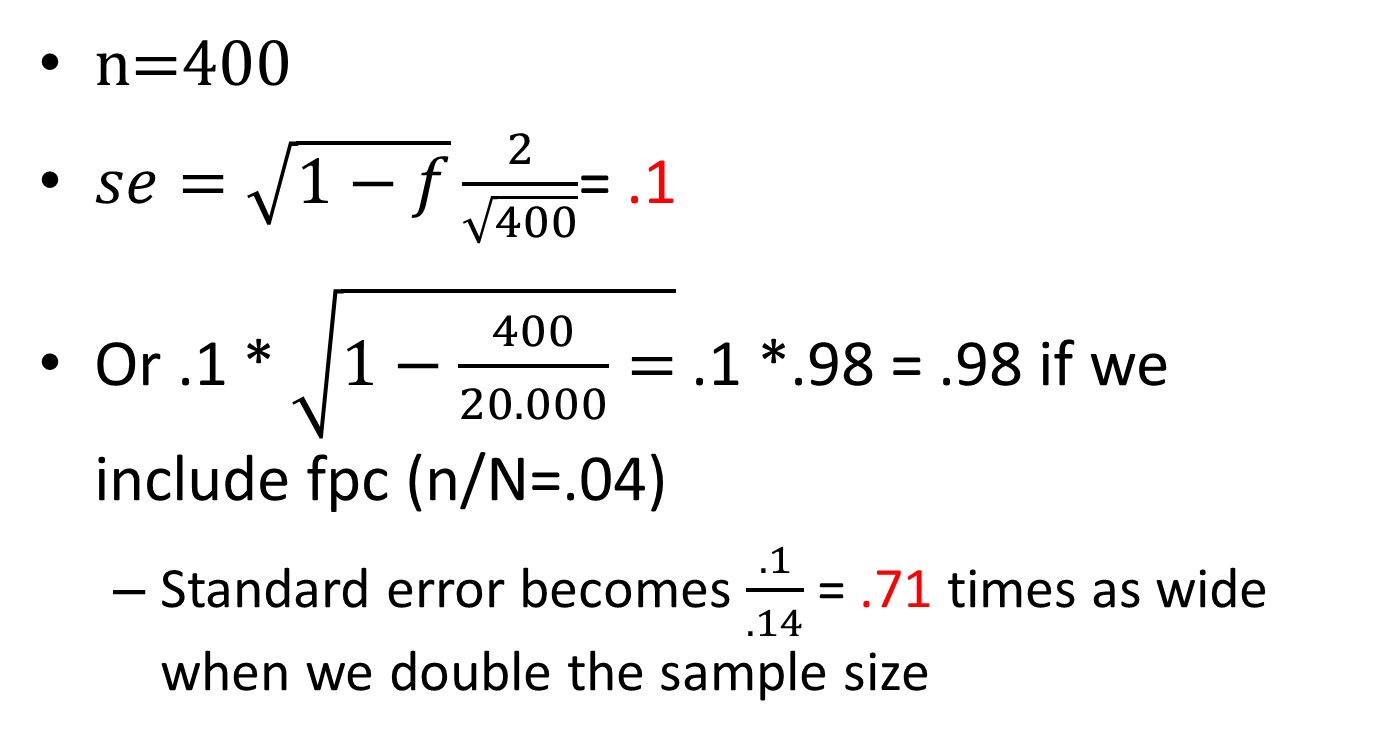 • n=400
• se = √(1 − f) 2/√400 = .1
• Or .1 * √(1 − 400/20.000 =) .1 *.98 = .98 if we
include fpc (n/N=.04)
– Standard error becomes .1/.14 = .71 times as wide
when we double the sample size